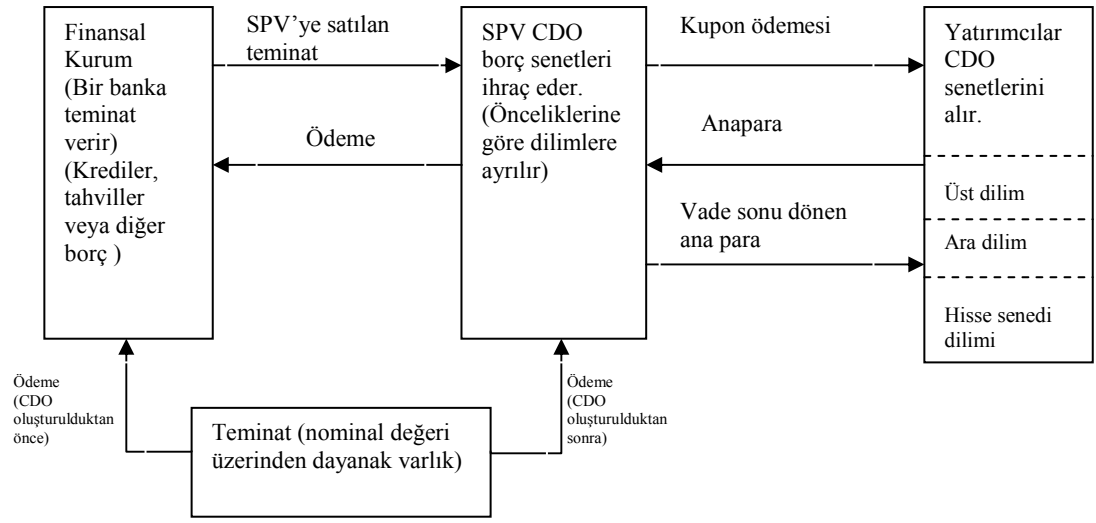 Finansal
Kurum
(Bir banka
teminat
verir)
(Krediler,
tahviller
veya diğer
borç )
SPV’ye satılan
teminat
Ödeme
SPV CDO
borç senetleri
ihraç eder.
(Önceliklerine
göre dilimlere
ayrılır)
Kupon ödemesi
Anapara
Vade sonu dönen
ana para
Yatırımcılar
CDO
senetlerini
alır.
Üst dilim
Ara dilim
Hisse senedi
dilimi
Ödeme
(CDO
oluşturulduktan
önce)
Teminat (nominal değeri
üzerinden dayanak varlık)
Ödeme
(CDO
oluşturulduktan
sonra)